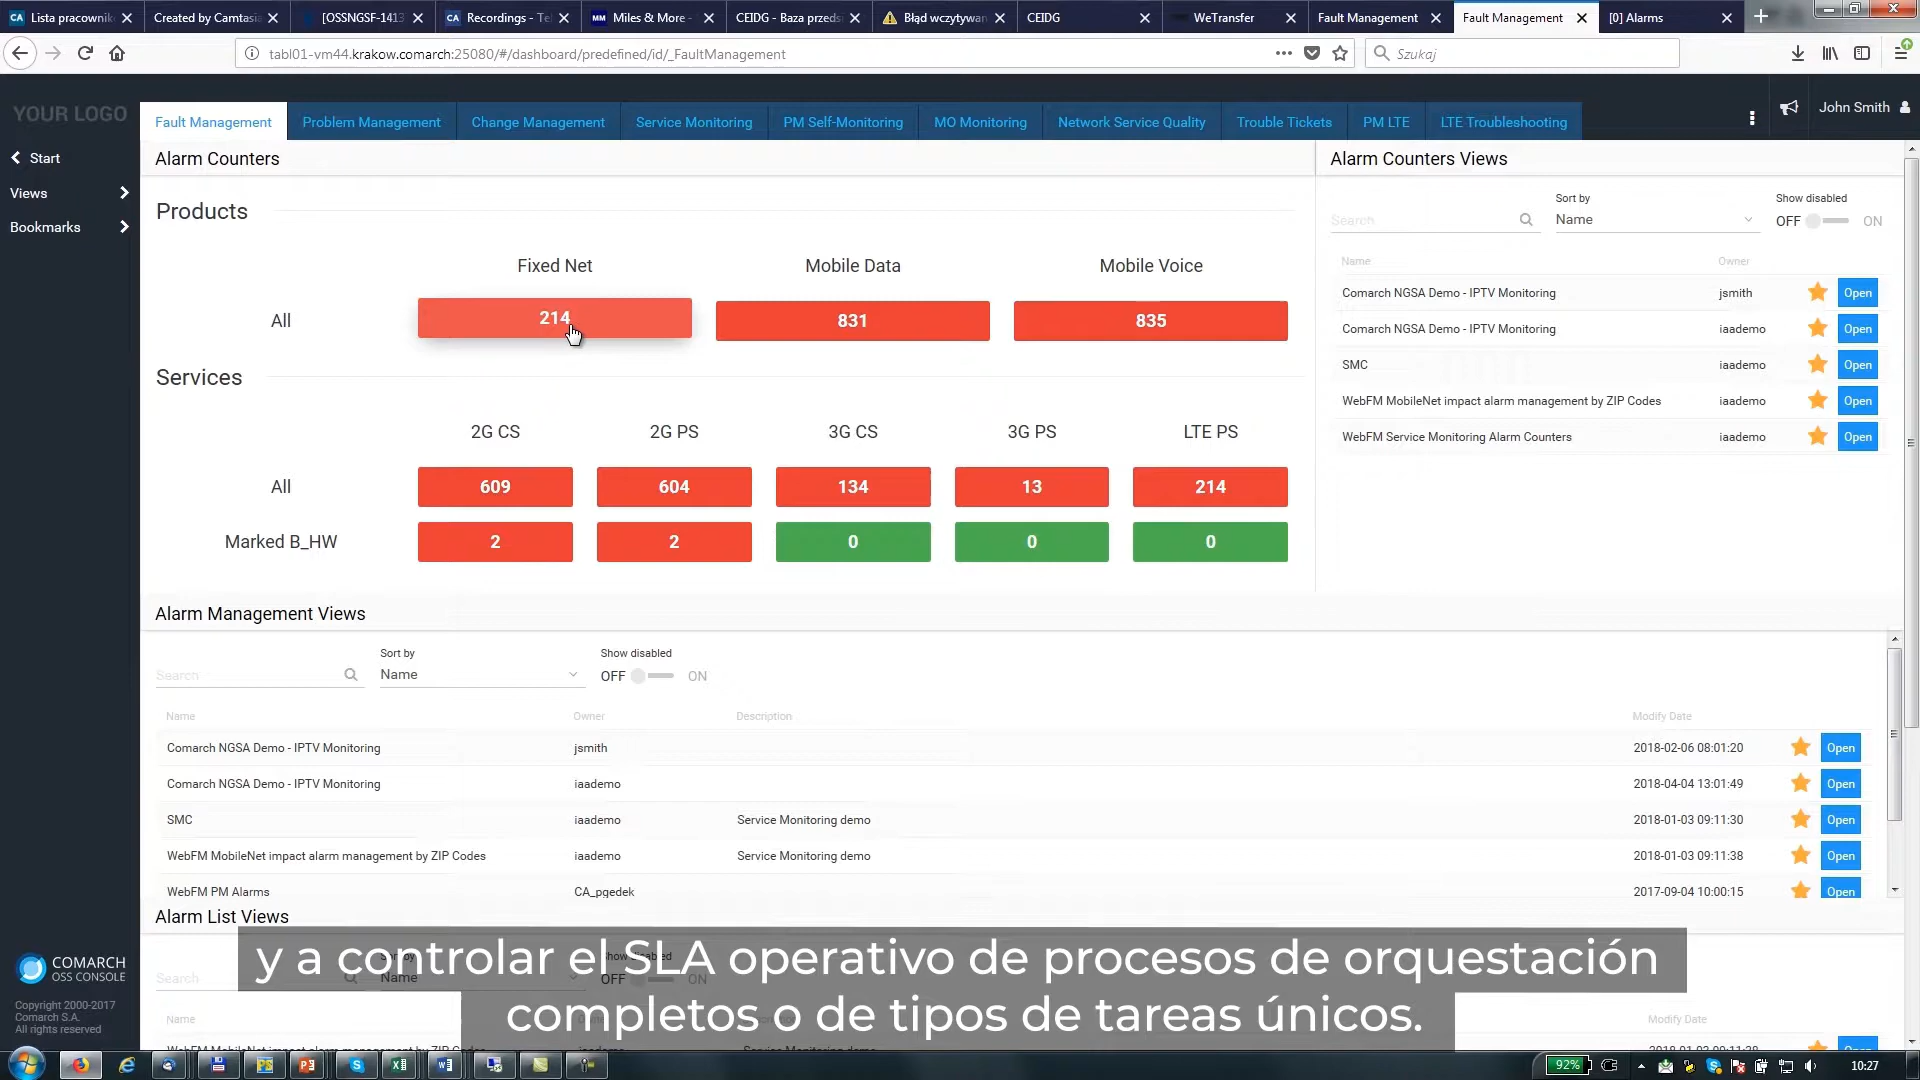 Lista pracownik
Created by Camtasia
[OSSNGSF-1413
Recordings - Tel
Miles & More -
CEIDG - Baza przeds
Błąd wczytywan
CEIDG
WeTransfer
Fault Management
Fault Management
[0] Alarms
tabl01-vm44.krakow.comarch:25080/#/dashboard/predefined/id/_FaultManagement
Szukaj
YOUR LOGO
Fault Management
Problem Management
Change Management
Service Monitoring
PM Self-Monitoring
MO Monitoring
Network Service Quality
Trouble Tickets
PM LTE
LTE Troubleshooting
John Smith
Start
Views
Bookmarks
Alarm Counters
Products
Fixed Net Mobile Data Mobile Voice
All 214 831 835
Services
2G CS 2G PS 3G CS 3G PS LTE PS
All 609 604 134 13 214
Marked B_HW 2 2 0 0 0
Alarm Counters Views
Sort by Show disabled
Search Name OFF ON
Name Owner
Comarch NGSA Demo - IPTV Monitoring jsmith Open
Comarch NGSA Demo - IPTV Monitoring iaademo Open
SMC iaademo Open
WebFM MobileNet impact alarm management by ZIP Codes iaademo Open
WebFM Service Monitoring Alarm Counters iaademo Open
Alarm Management Views
Sort by Show disabled
Search Name OFF ON
Name Owner Description Modify Date
Comarch NGSA Demo - IPTV Monitoring jsmith 2018-02-06 08:01:20 Open
Comarch NGSA Demo - IPTV Monitoring iaademo 2018-04-04 13:01:49 Open
SMC iaademo Service Monitoring demo 2018-01-03 09:11:30 Open
WebFM MobileNet impact alarm management by ZIP Codes iaademo Service Monitoring demo 2018-01-03 09:11:38 Open
WebFM PM Alarms CA_pgedek 2017-09-04 10:00:15 Open
Alarm List Views
Search
Name Modify Date
y a controlar el SLA operativo de procesos de orquestación
completos o de tipos de tareas únicos.
COMARCH
OSS CONSOLE
Copyright 2000-2017
Comarch S.A.
All rights reserved
92%
10:27